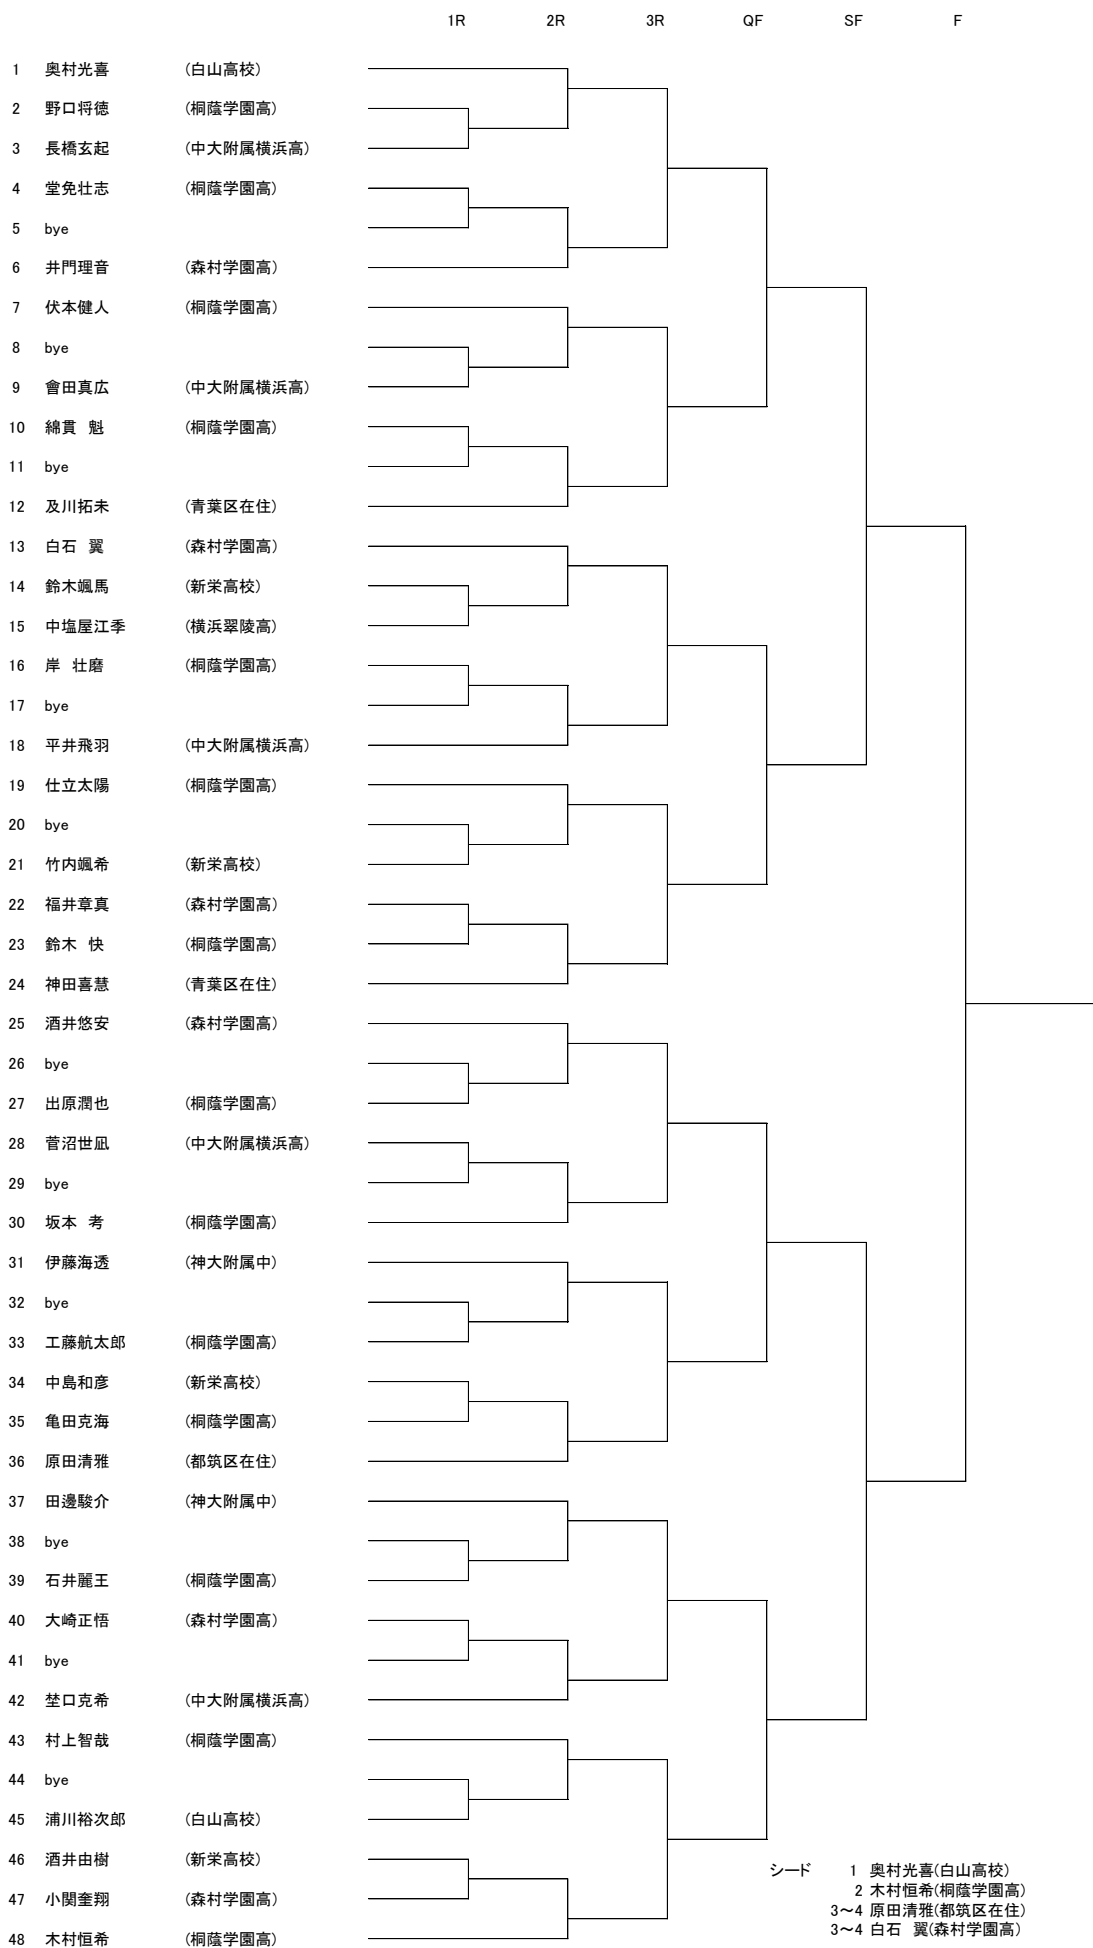 1R 2R 3R QF SF F
1 奥村光喜 (白山高校)
2 野口将徳 (桐蔭学園高)
3 長橋玄起 (中大附属横浜高)
4 堂免壮志 (桐蔭学園高)
5 bye
6 井門理音 (森村学園高)
7 伏本健人 (桐蔭学園高)
8 bye
9 會田真広 (中大附属横浜高)
10 綿貫　魁 (桐蔭学園高)
11 bye
12 及川拓未 (青葉区在住)
13 白石　翼 (森村学園高)
14 鈴木颯馬 (新栄高校)
15 中塩屋江季 (横浜翠陵高)
16 岸　壮磨 (桐蔭学園高)
17 bye
18 平井飛羽 (中大附属横浜高)
19 仕立太陽 (桐蔭学園高)
20 bye
21 竹内颯希 (新栄高校)
22 福井章真 (森村学園高)
23 鈴木　快 (桐蔭学園高)
24 神田喜慧 (青葉区在住)
25 酒井悠安 (森村学園高)
26 bye
27 出原潤也 (桐蔭学園高)
28 菅沼世凪 (中大附属横浜高)
29 bye
30 坂本　考 (桐蔭学園高)
31 伊藤海透 (神大附属中)
32 bye
33 工藤航太郎 (桐蔭学園高)
34 中島和彦 (新栄高校)
35 亀田克海 (桐蔭学園高)
36 原田清雅 (都筑区在住)
37 田邊駿介 (神大附属中)
38 bye
39 石井麗王 (桐蔭学園高)
40 大崎正悟 (森村学園高)
41 bye
42 埜口克希 (中大附属横浜高)
43 村上智哉 (桐蔭学園高)
44 bye
45 浦川裕次郎 (白山高校)
46 酒井由樹 (新栄高校)
47 小関奎翔 (森村学園高)
48 木村恒希 (桐蔭学園高)
シード 1 奥村光喜(白山高校)
2 木村恒希(桐蔭学園高)
3～4 原田清雅(都筑区在住)
3～4 白石　翼(森村学園高)